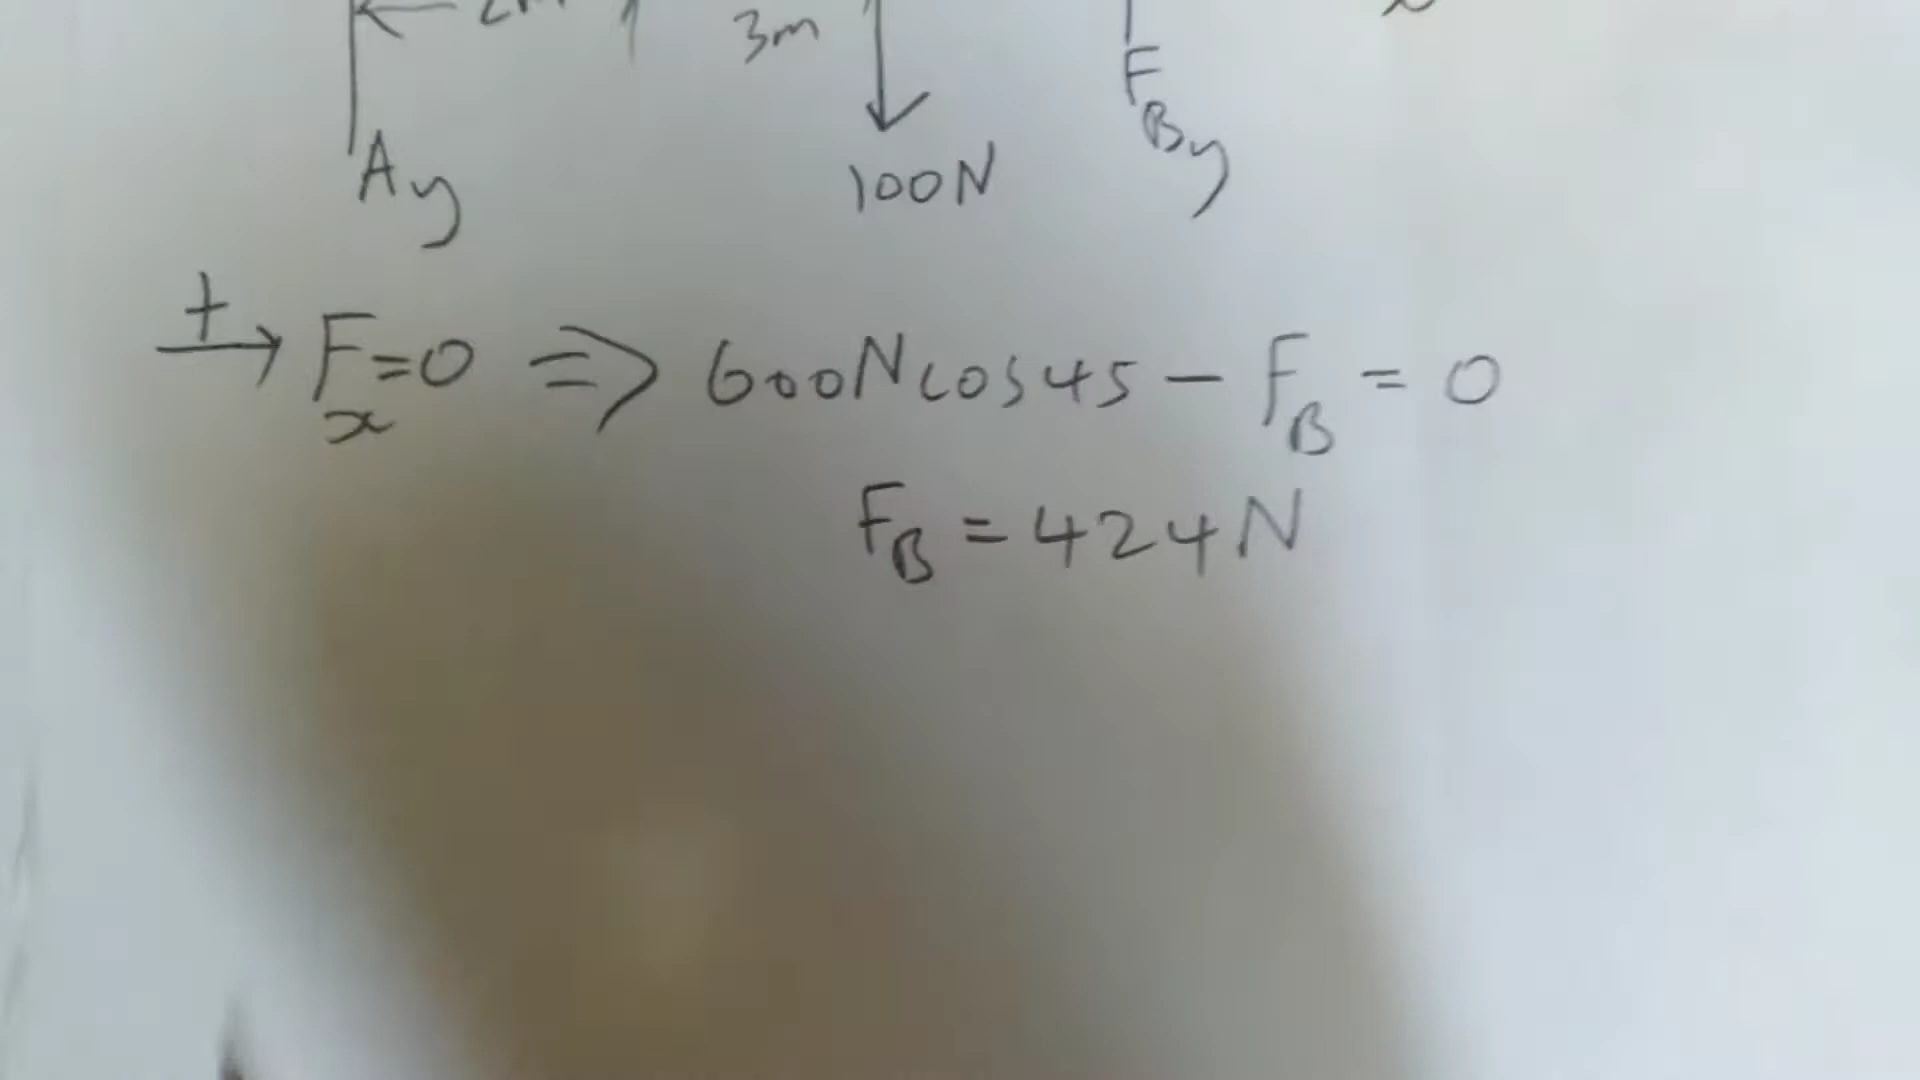 3m
Ay
100N
FBy
+→ Fx=0 ⇒ 600Ncos45 - FB = 0
FB = 424N